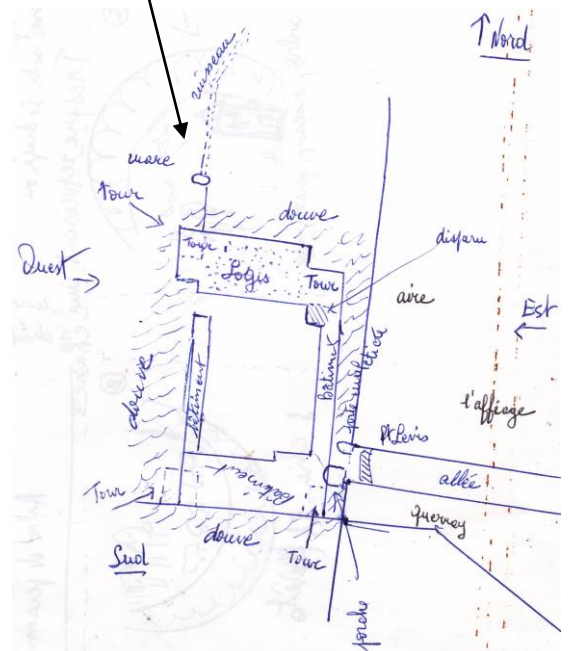 ↑ Nord
ruisseau
mare
Tour
douve
disparu
Tour
Logis
Tour
Ouest
aire
Est
Bâtiment
bâtiment
douve
l'affiage
Pt Levis
allée
Bâtiment
Tour
quernay
douve
Tour
Sud
porche